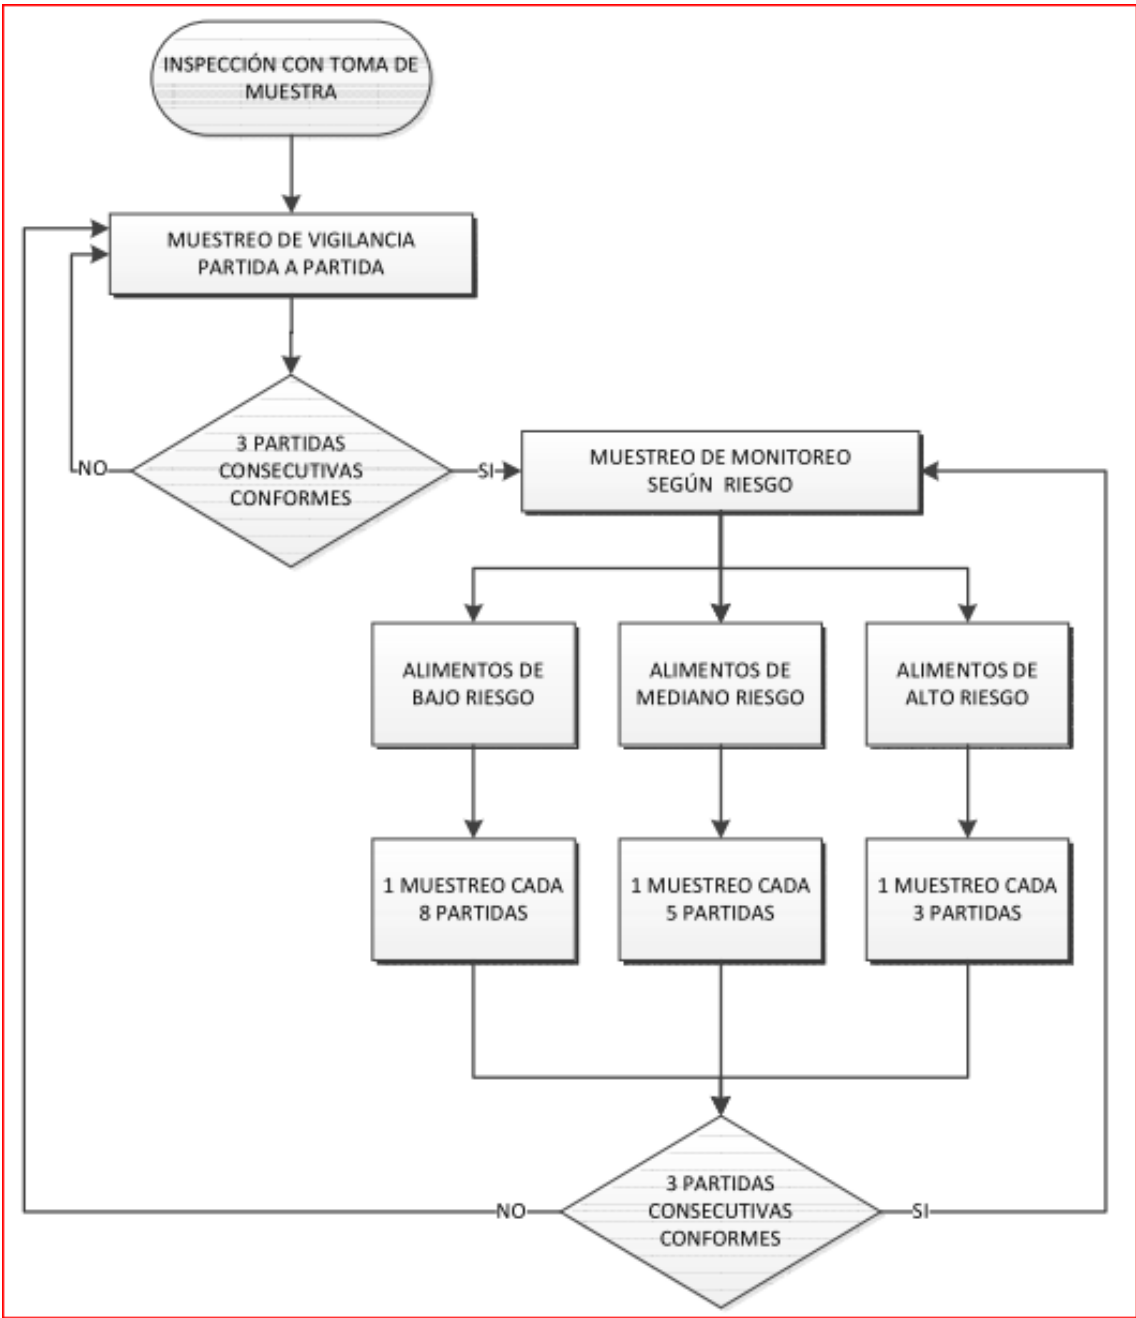 INSPECCIÓN CON TOMA DE
MUESTRA
MUESTREO DE VIGILANCIA
PARTIDA A PARTIDA
3 PARTIDAS
CONSECUTIVAS
CONFORMES
NO
SI
MUESTREO DE MONITOREO
SEGÚN RIESGO
ALIMENTOS DE
BAJO RIESGO
ALIMENTOS DE
MEDIANO RIESGO
ALIMENTOS DE
ALTO RIESGO
1 MUESTREO CADA
8 PARTIDAS
1 MUESTREO CADA
5 PARTIDAS
1 MUESTREO CADA
3 PARTIDAS
3 PARTIDAS
CONSECUTIVAS
CONFORMES
NO
SI